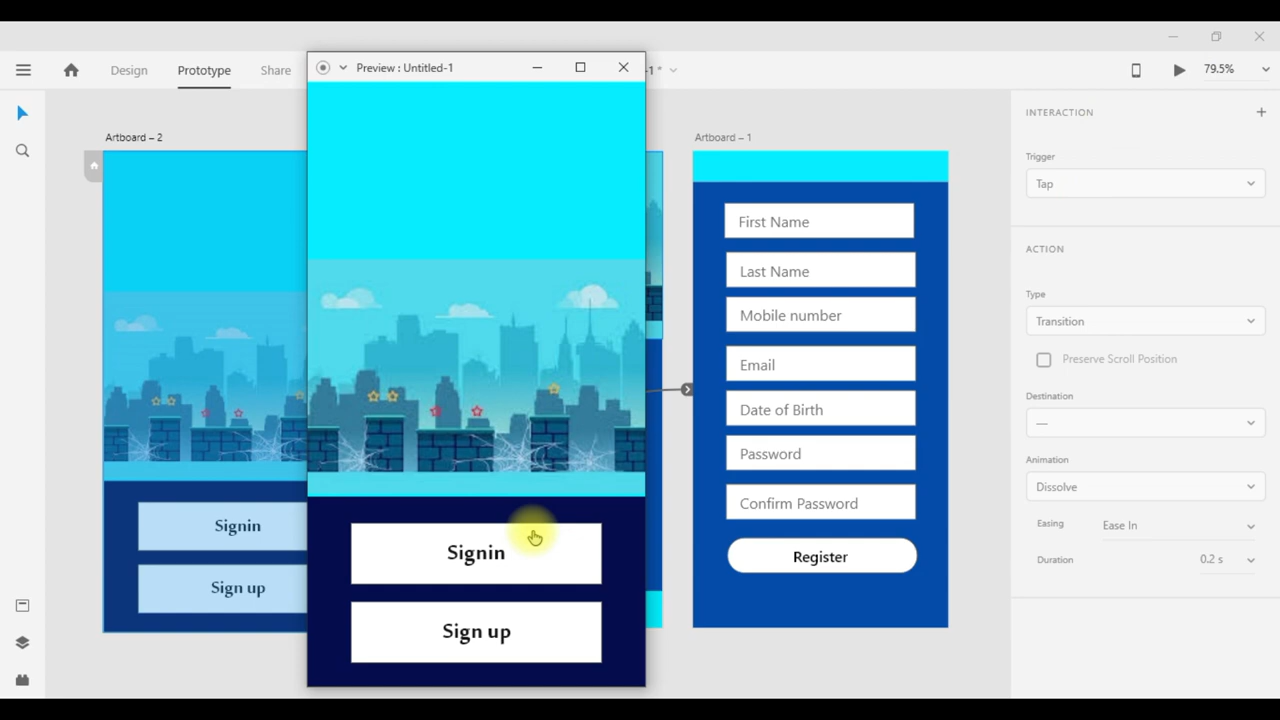 Design
Prototype
Share
Preview : Untitled-1
-1 *
79.5%
Artboard – 2
Signin
Sign up
Signin
Sign up
Artboard – 1
First Name
Last Name
Mobile number
Email
Date of Birth
Password
Confirm Password
Register
INTERACTION
Trigger
Tap
ACTION
Type
Transition
Preserve Scroll Position
Destination
—
Animation
Dissolve
Easing Ease In
Duration 0.2 s